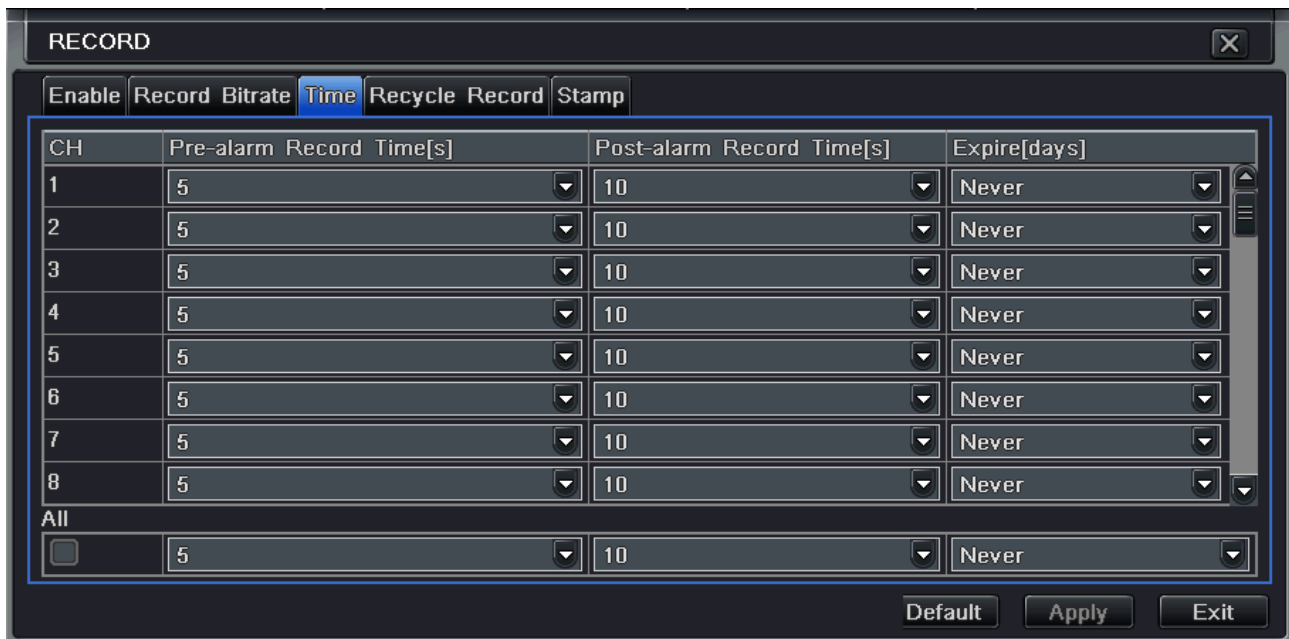 RECORD
Enable Record Bitrate Time Recycle Record Stamp
CH Pre-alarm Record Time[s] Post-alarm Record Time[s] Expire[days]
1 5 10 Never
2 5 10 Never
3 5 10 Never
4 5 10 Never
5 5 10 Never
6 5 10 Never
7 5 10 Never
8 5 10 Never
All
5 10 Never
Default Apply Exit